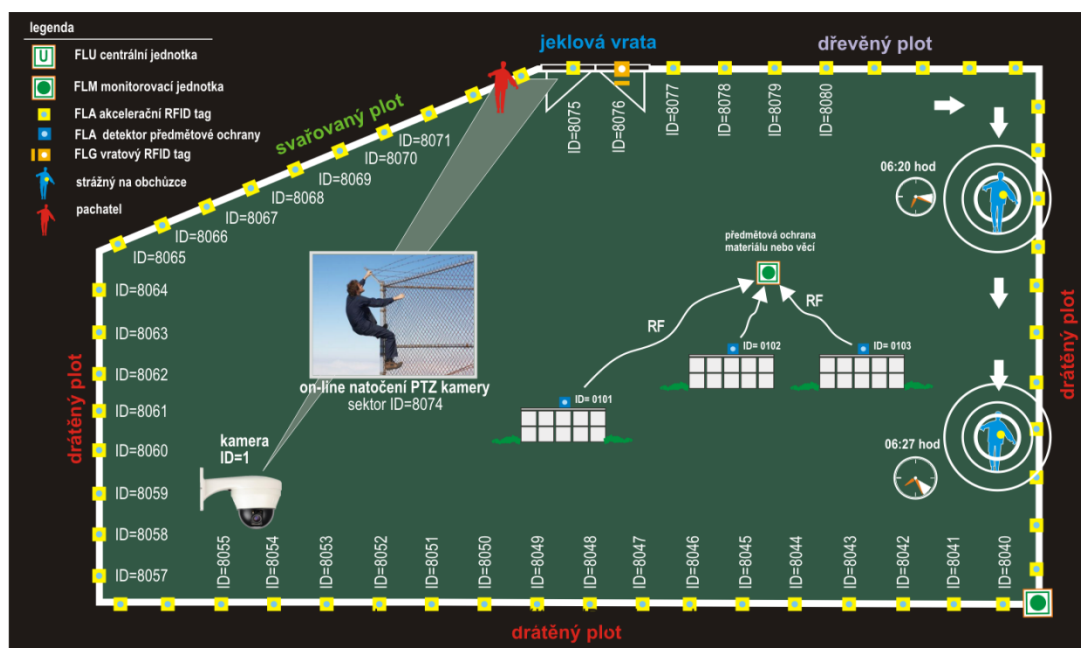 legenda
U
FLU centrální jednotka
FLM monitorovací jednotka
FLA akcelerační RFID tag
FLA detektor předmětové ochrany
FLG vratový RFID tag
strážný na obchůzce
pachatel
jeklová vrata
dřevěný plot
svařovaný plot
ID=8075
ID=8076
ID=8077
ID=8078
ID=8079
ID=8080
ID=8071
ID=8070
ID=8069
ID=8068
ID=8067
ID=8066
ID=8065
ID=8064
ID=8063
ID=8062
ID=8061
ID=8060
ID=8059
ID=8058
ID=8057
drátěný plot
06:20 hod
předmětová ochrana
materiálu nebo věcí
RF
RF
ID= 0102
ID= 0103
ID= 0101
on-line natočení PTZ kamery
sektor ID=8074
kamera
ID=1
06:27 hod
drátěný plot
ID=8055
ID=8054
ID=8053
ID=8052
ID=8051
ID=8050
ID=8049
ID=8048
ID=8047
ID=8046
ID=8045
ID=8044
ID=8043
ID=8042
ID=8041
ID=8040
drátěný plot